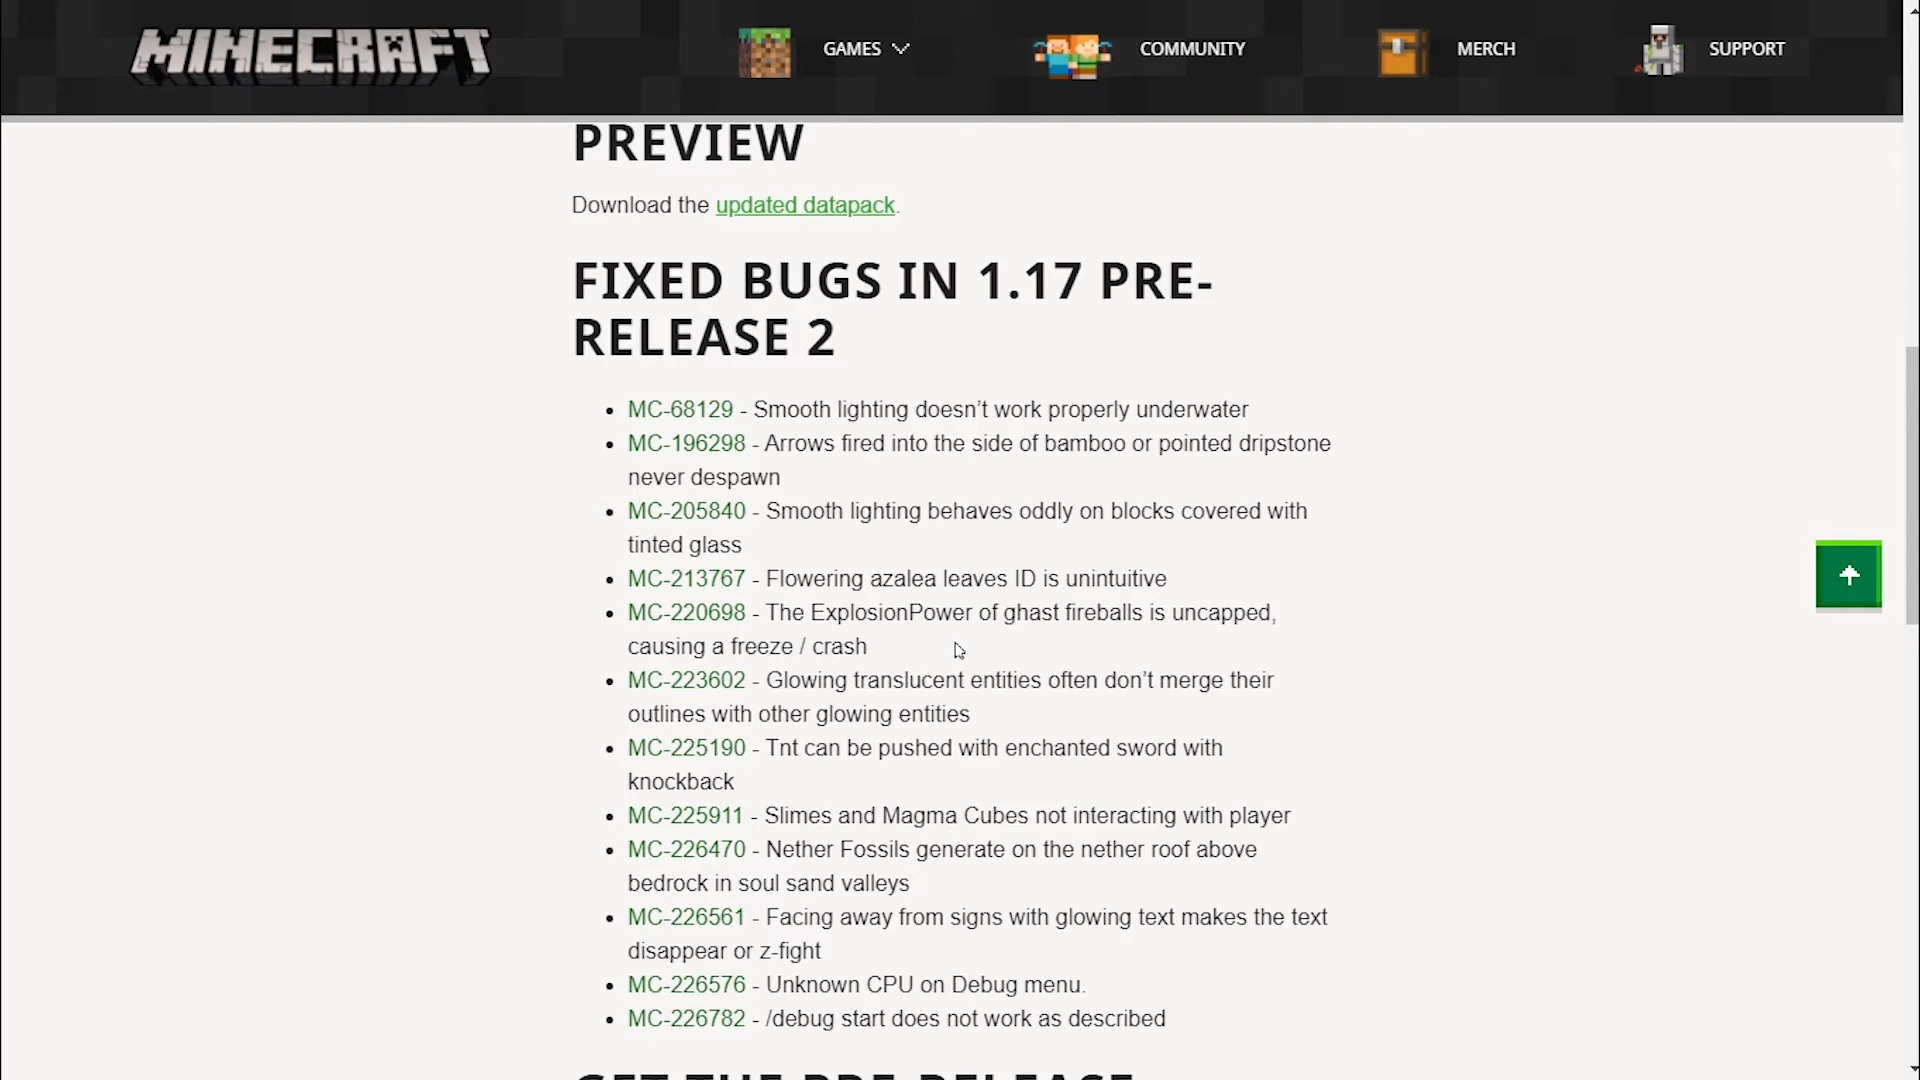 MINECRAFT
GAMES
COMMUNITY
MERCH
SUPPORT
PREVIEW
Download the updated datapack.
FIXED BUGS IN 1.17 PRE-
RELEASE 2
MC-68129 - Smooth lighting doesn’t work properly underwater
MC-196298 - Arrows fired into the side of bamboo or pointed dripstone
never despawn
MC-205840 - Smooth lighting behaves oddly on blocks covered with
tinted glass
MC-213767 - Flowering azalea leaves ID is unintuitive
MC-220698 - The ExplosionPower of ghast fireballs is uncapped,
causing a freeze / crash
MC-223602 - Glowing translucent entities often don’t merge their
outlines with other glowing entities
MC-225190 - Tnt can be pushed with enchanted sword with
knockback
MC-225911 - Slimes and Magma Cubes not interacting with player
MC-226470 - Nether Fossils generate on the nether roof above
bedrock in soul sand valleys
MC-226561 - Facing away from signs with glowing text makes the text
disappear or z-fight
MC-226576 - Unknown CPU on Debug menu.
MC-226782 - /debug start does not work as described
GET THE PRE-RELEASE